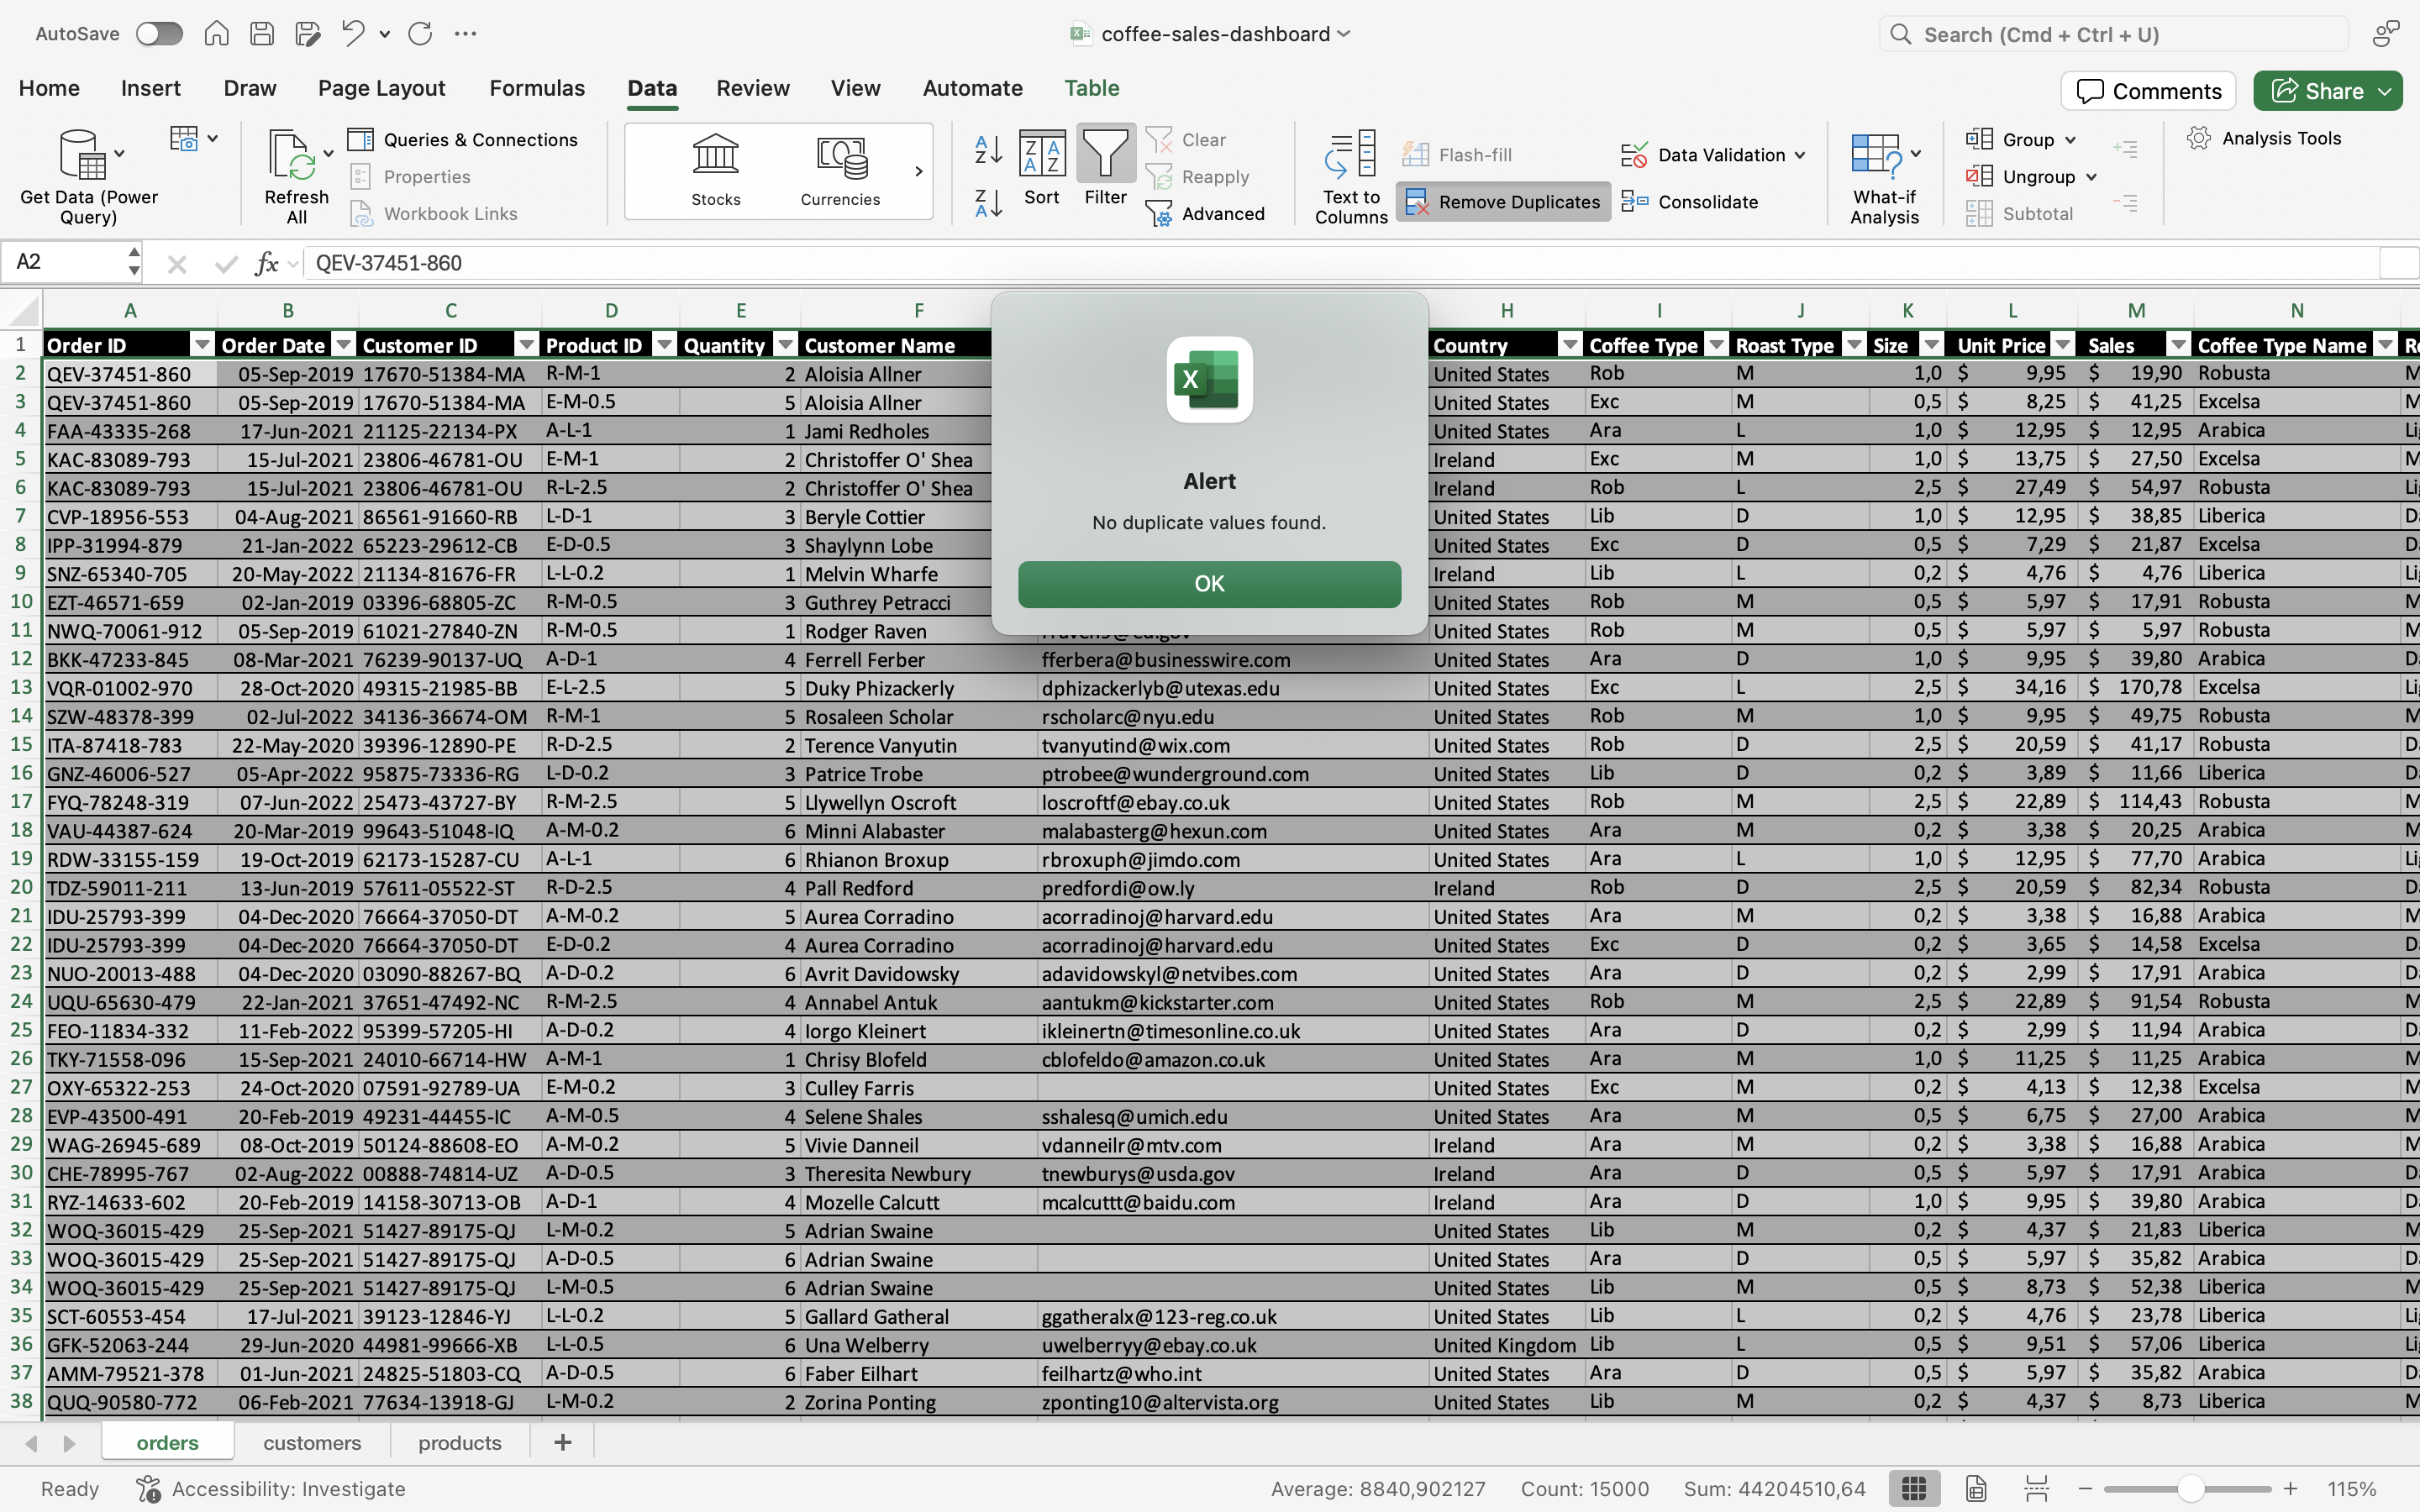 AutoSave
coffee-sales-dashboard
Search (Cmd + Ctrl + U)
Home Insert Draw Page Layout Formulas Data Review View Automate Table
Comments Share
Get Data (Power Query)
Refresh All
Queries & Connections
Properties
Workbook Links
Stocks Currencies
Sort Filter
Clear
Reapply
Advanced
Text to Columns
Flash-fill
Remove Duplicates
Data Validation
Consolidate
What-if Analysis
Group
Ungroup
Subtotal
Analysis Tools
A2 fx QEV-37451-860
A B C D E F H I J K L M N
1 Order ID Order Date Customer ID Product ID Quantity Customer Name Country Coffee Type Roast Type Size Unit Price Sales Coffee Type Name
2 QEV-37451-860 05-Sep-2019 17670-51384-MA R-M-1 2 Aloisia Allner United States Rob M 1,0 $ 9,95 $ 19,90 Robusta M
3 QEV-37451-860 05-Sep-2019 17670-51384-MA E-M-0.5 5 Aloisia Allner United States Exc M 0,5 $ 8,25 $ 41,25 Excelsa M
4 FAA-43335-268 17-Jun-2021 21125-22134-PX A-L-1 1 Jami Redholes United States Ara L 1,0 $ 12,95 $ 12,95 Arabica Li
5 KAC-83089-793 15-Jul-2021 23806-46781-OU E-M-1 2 Christoffer O' Shea Ireland Exc M 1,0 $ 13,75 $ 27,50 Excelsa M
6 KAC-83089-793 15-Jul-2021 23806-46781-OU R-L-2.5 2 Christoffer O' Shea Ireland Rob L 2,5 $ 27,49 $ 54,97 Robusta Li
7 CVP-18956-553 04-Aug-2021 86561-91660-RB L-D-1 3 Beryle Cottier United States Lib D 1,0 $ 12,95 $ 38,85 Liberica D
8 IPP-31994-879 21-Jan-2022 65223-29612-CB E-D-0.5 3 Shaylynn Lobe United States Exc D 0,5 $ 7,29 $ 21,87 Excelsa D
9 SNZ-65340-705 20-May-2022 21134-81676-FR L-L-0.2 1 Melvin Wharfe Ireland Lib L 0,2 $ 4,76 $ 4,76 Liberica Li
10 EZT-46571-659 02-Jan-2019 03396-68805-ZC R-M-0.5 3 Guthrey Petracci United States Rob M 0,5 $ 5,97 $ 17,91 Robusta M
11 NWQ-70061-912 05-Sep-2019 61021-27840-ZN R-M-0.5 1 Rodger Raven United States Rob M 0,5 $ 5,97 $ 5,97 Robusta M
12 BKK-47233-845 08-Mar-2021 76239-90137-UQ A-D-1 4 Ferrell Ferber fferbera@businesswire.com United States Ara D 1,0 $ 9,95 $ 39,80 Arabica D
13 VQR-01002-970 28-Oct-2020 49315-21985-BB E-L-2.5 5 Duky Phizackerly dphizackerlyb@utexas.edu United States Exc L 2,5 $ 34,16 $ 170,78 Excelsa Li
14 SZW-48378-399 02-Jul-2022 34136-36674-OM R-M-1 5 Rosaleen Scholar rscholarc@nyu.edu United States Rob M 1,0 $ 9,95 $ 49,75 Robusta M
15 ITA-87418-783 22-May-2020 39396-12890-PE R-D-2.5 2 Terence Vanyutin tvanyutind@wix.com United States Rob D 2,5 $ 20,59 $ 41,17 Robusta D
16 GNZ-46006-527 05-Apr-2022 95875-73336-RG L-D-0.2 3 Patrice Trobe ptrobee@wunderground.com United States Lib D 0,2 $ 3,89 $ 11,66 Liberica D
17 FYQ-78248-319 07-Jun-2022 25473-43727-BY R-M-2.5 5 Llywellyn Oscroft loscroftf@ebay.co.uk United States Rob M 2,5 $ 22,89 $ 114,43 Robusta M
18 VAU-44387-624 20-Mar-2019 99643-51048-IQ A-M-0.2 6 Minni Alabaster malabasterg@hexun.com United States Ara M 0,2 $ 3,38 $ 20,25 Arabica M
19 RDW-33155-159 19-Oct-2019 62173-15287-CU A-L-1 6 Rhianon Broxup rbroxuph@jimdo.com United States Ara L 1,0 $ 12,95 $ 77,70 Arabica Li
20 TDZ-59011-211 13-Jun-2019 57611-05522-ST R-D-2.5 4 Pall Redford predfordi@ow.ly Ireland Rob D 2,5 $ 20,59 $ 82,34 Robusta D
21 IDU-25793-399 04-Dec-2020 76664-37050-DT A-M-0.2 5 Aurea Corradino acorradinoj@harvard.edu United States Ara M 0,2 $ 3,38 $ 16,88 Arabica M
22 IDU-25793-399 04-Dec-2020 76664-37050-DT E-D-0.2 4 Aurea Corradino acorradinoj@harvard.edu United States Exc D 0,2 $ 3,65 $ 14,58 Excelsa D
23 NUO-20013-488 04-Dec-2020 03090-88267-BQ A-D-0.2 6 Avrit Davidowsky adavidowskyl@netvibes.com United States Ara D 0,2 $ 2,99 $ 17,91 Arabica D
24 UQU-65630-479 22-Jan-2021 37651-47492-NC R-M-2.5 4 Annabel Antuk aantukm@kickstarter.com United States Rob M 2,5 $ 22,89 $ 91,54 Robusta M
25 FEO-11834-332 11-Feb-2022 95399-57205-HI A-D-0.2 4 Iorgo Kleinert ikleinertn@timesonline.co.uk United States Ara D 0,2 $ 2,99 $ 11,94 Arabica D
26 TKY-71558-096 15-Sep-2021 24010-66714-HW A-M-1 1 Chrisy Blofeld cblofeldo@amazon.co.uk United States Ara M 1,0 $ 11,25 $ 11,25 Arabica M
27 OXY-65322-253 24-Oct-2020 07591-92789-UA E-M-0.2 3 Culley Farris United States Exc M 0,2 $ 4,13 $ 12,38 Excelsa M
28 EVP-43500-491 20-Feb-2019 49231-44455-IC A-M-0.5 4 Selene Shales sshalesq@umich.edu United States Ara M 0,5 $ 6,75 $ 27,00 Arabica M
29 WAG-26945-689 08-Oct-2019 50124-88608-EO A-M-0.2 5 Vivie Danneil vdanneilr@mtv.com Ireland Ara M 0,2 $ 3,38 $ 16,88 Arabica M
30 CHE-78995-767 02-Aug-2022 00888-74814-UZ A-D-0.5 3 Theresita Newbury tnewburys@usda.gov Ireland Ara D 0,5 $ 5,97 $ 17,91 Arabica D
31 RYZ-14633-602 20-Feb-2019 14158-30713-OB A-D-1 4 Mozelle Calcutt mcalcuttt@baidu.com Ireland Ara D 1,0 $ 9,95 $ 39,80 Arabica D
32 WOQ-36015-429 25-Sep-2021 51427-89175-QJ L-M-0.2 5 Adrian Swaine United States Lib M 0,2 $ 4,37 $ 21,83 Liberica M
33 WOQ-36015-429 25-Sep-2021 51427-89175-QJ A-D-0.5 6 Adrian Swaine United States Ara D 0,5 $ 5,97 $ 35,82 Arabica D
34 WOQ-36015-429 25-Sep-2021 51427-89175-QJ L-M-0.5 6 Adrian Swaine United States Lib M 0,5 $ 8,73 $ 52,38 Liberica M
35 SCT-60553-454 17-Jul-2021 39123-12846-YJ L-L-0.2 5 Gallard Gatheral ggatheralx@123-reg.co.uk United States Lib L 0,2 $ 4,76 $ 23,78 Liberica Li
36 GFK-52063-244 29-Jun-2020 44981-99666-XB L-L-0.5 6 Una Welberry uwelberryy@ebay.co.uk United Kingdom Lib L 0,5 $ 9,51 $ 57,06 Liberica Li
37 AMM-79521-378 01-Jun-2021 24825-51803-CQ A-D-0.5 6 Faber Eilhart feilhartz@who.int United States Ara D 0,5 $ 5,97 $ 35,82 Arabica D
38 QUQ-90580-772 06-Feb-2021 77634-13918-GJ L-M-0.2 2 Zorina Ponting zponting10@altervista.org United States Lib M 0,2 $ 4,37 $ 8,73 Liberica M
Alert
No duplicate values found.
OK
orders customers products +
Ready Accessibility: Investigate Average: 8840,902127 Count: 15000 Sum: 44204510,64 115%